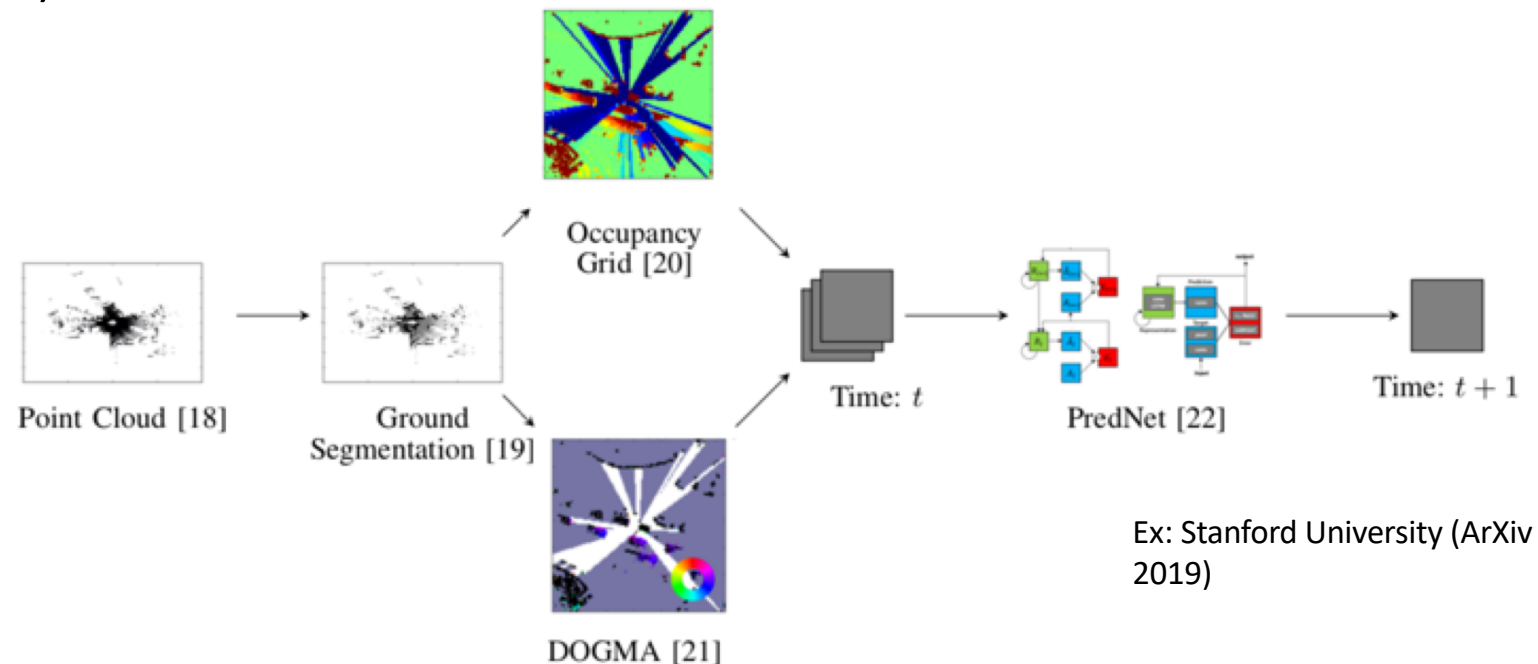 Occupancy
Grid [20]
Point Cloud [18]
Ground
Segmentation [19]
Time: t
PredNet [22]
Time: t + 1
DOGMA [21]
Ex: Stanford University (ArXiv
2019)